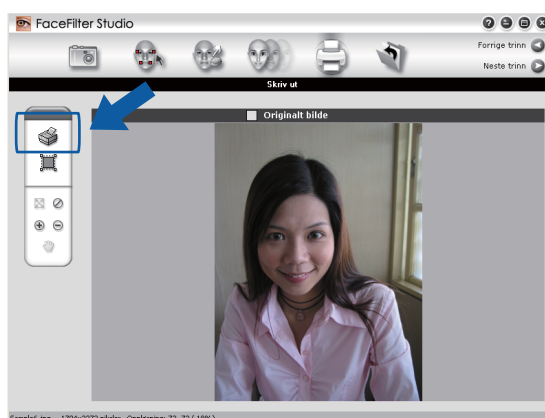 FaceFilter Studio
Forrige trinn
Neste trinn
Skriv ut
Originalt bilde